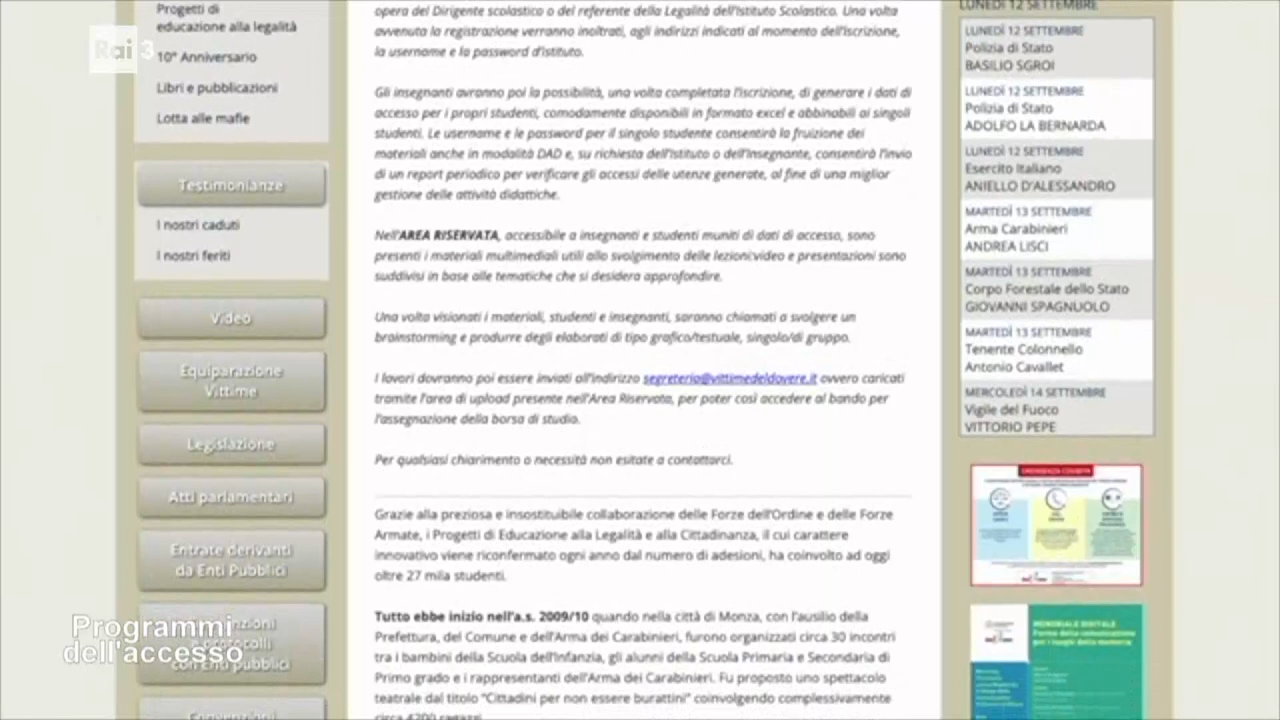 Progetti di
educazione alla legalità
10° Anniversario
Libri e pubblicazioni
Lotta alle mafie
Testimonianze
I nostri caduti
I nostri feriti
Video
Equiparazione
Vittime
Legislazione
Atti parlamentari
Entrate derivanti
da Enti Pubblici
con Enti pubblici
Rai 3
Programmi
dell'accesso
opera del Dirigente scolastico o del referente della Legalità dell'Istituto Scolastico. Una volta
avvenuta la registrazione verranno inoltrati, agli indirizzi indicati al momento dell'iscrizione,
la username e la password d'istituto.
Gli insegnanti avranno poi la possibilità, una volta completata l'iscrizione, di generare i dati di
accesso per i propri studenti, comodamente disponibili in formato excel e abbinabili ai singoli
studenti. Le username e le password per il singolo studente consentirà la fruizione dei
materiali anche in modalità DAD e, su richiesta dell'Istituto o dell'Insegnante, consentirà l'invio
di un report periodico per verificare gli accessi delle utenze generate, al fine di una miglior
gestione delle attività didattiche.
Nell'AREA RISERVATA, accessibile a insegnanti e studenti muniti di dati di accesso, sono
presenti i materiali multimediali utili allo svolgimento delle lezioni:video e presentazioni sono
suddivisi in base alle tematiche che si desidera approfondire.
Una volta visionati i materiali, studenti e insegnanti, saranno chiamati a svolgere un
brainstorming e produrre degli elaborati di tipo grafico/testuale, singolo/di gruppo.
I lavori dovranno poi essere inviati all'indirizzo segreteria@vittimedeldovere.it ovvero caricati
tramite l'area di upload presente nell'Area Riservata, per poter così accedere al bando per
l'assegnazione della borsa di studio.
Per qualsiasi chiarimento o necessità non esitate a contattarci.
Grazie alla preziosa e insostituibile collaborazione delle Forze dell'Ordine e delle Forze
Armate, i Progetti di Educazione alla Legalità e alla Cittadinanza, il cui carattere
innovativo viene riconfermato ogni anno dal numero di adesioni, ha coinvolto ad oggi
oltre 27 mila studenti.
Tutto ebbe inizio nell'a.s. 2009/10 quando nella città di Monza, con l'ausilio della
Prefettura, del Comune e dell'Arma dei Carabinieri, furono organizzati circa 30 incontri
tra i bambini della Scuola dell'Infanzia, gli alunni della Scuola Primaria e Secondaria di
Primo grado e i rappresentanti dell'Arma dei Carabinieri. Fu proposto uno spettacolo
teatrale dal titolo "Cittadini per non essere burattini" coinvolgendo complessivamente
circa 4200 ragazzi
LUNEDÌ 12 SETTEMBRE
LUNEDÌ 12 SETTEMBRE
Polizia di Stato
BASILIO SGROI
LUNEDÌ 12 SETTEMBRE
Polizia di Stato
ADOLFO LA BERNARDA
LUNEDÌ 12 SETTEMBRE
Esercito Italiano
ANIELLO D'ALESSANDRO
MARTEDÌ 13 SETTEMBRE
Arma Carabinieri
ANDREA LISCI
MARTEDÌ 13 SETTEMBRE
Corpo Forestale dello Stato
GIOVANNI SPAGNUOLO
MARTEDÌ 13 SETTEMBRE
Tenente Colonnello
Antonio Cavallet
MERCOLEDÌ 14 SETTEMBRE
Vigile del Fuoco
VITTORIO PEPE
MEMORIALE DIGITALE
Forme della comunicazione
per i luoghi della memoria